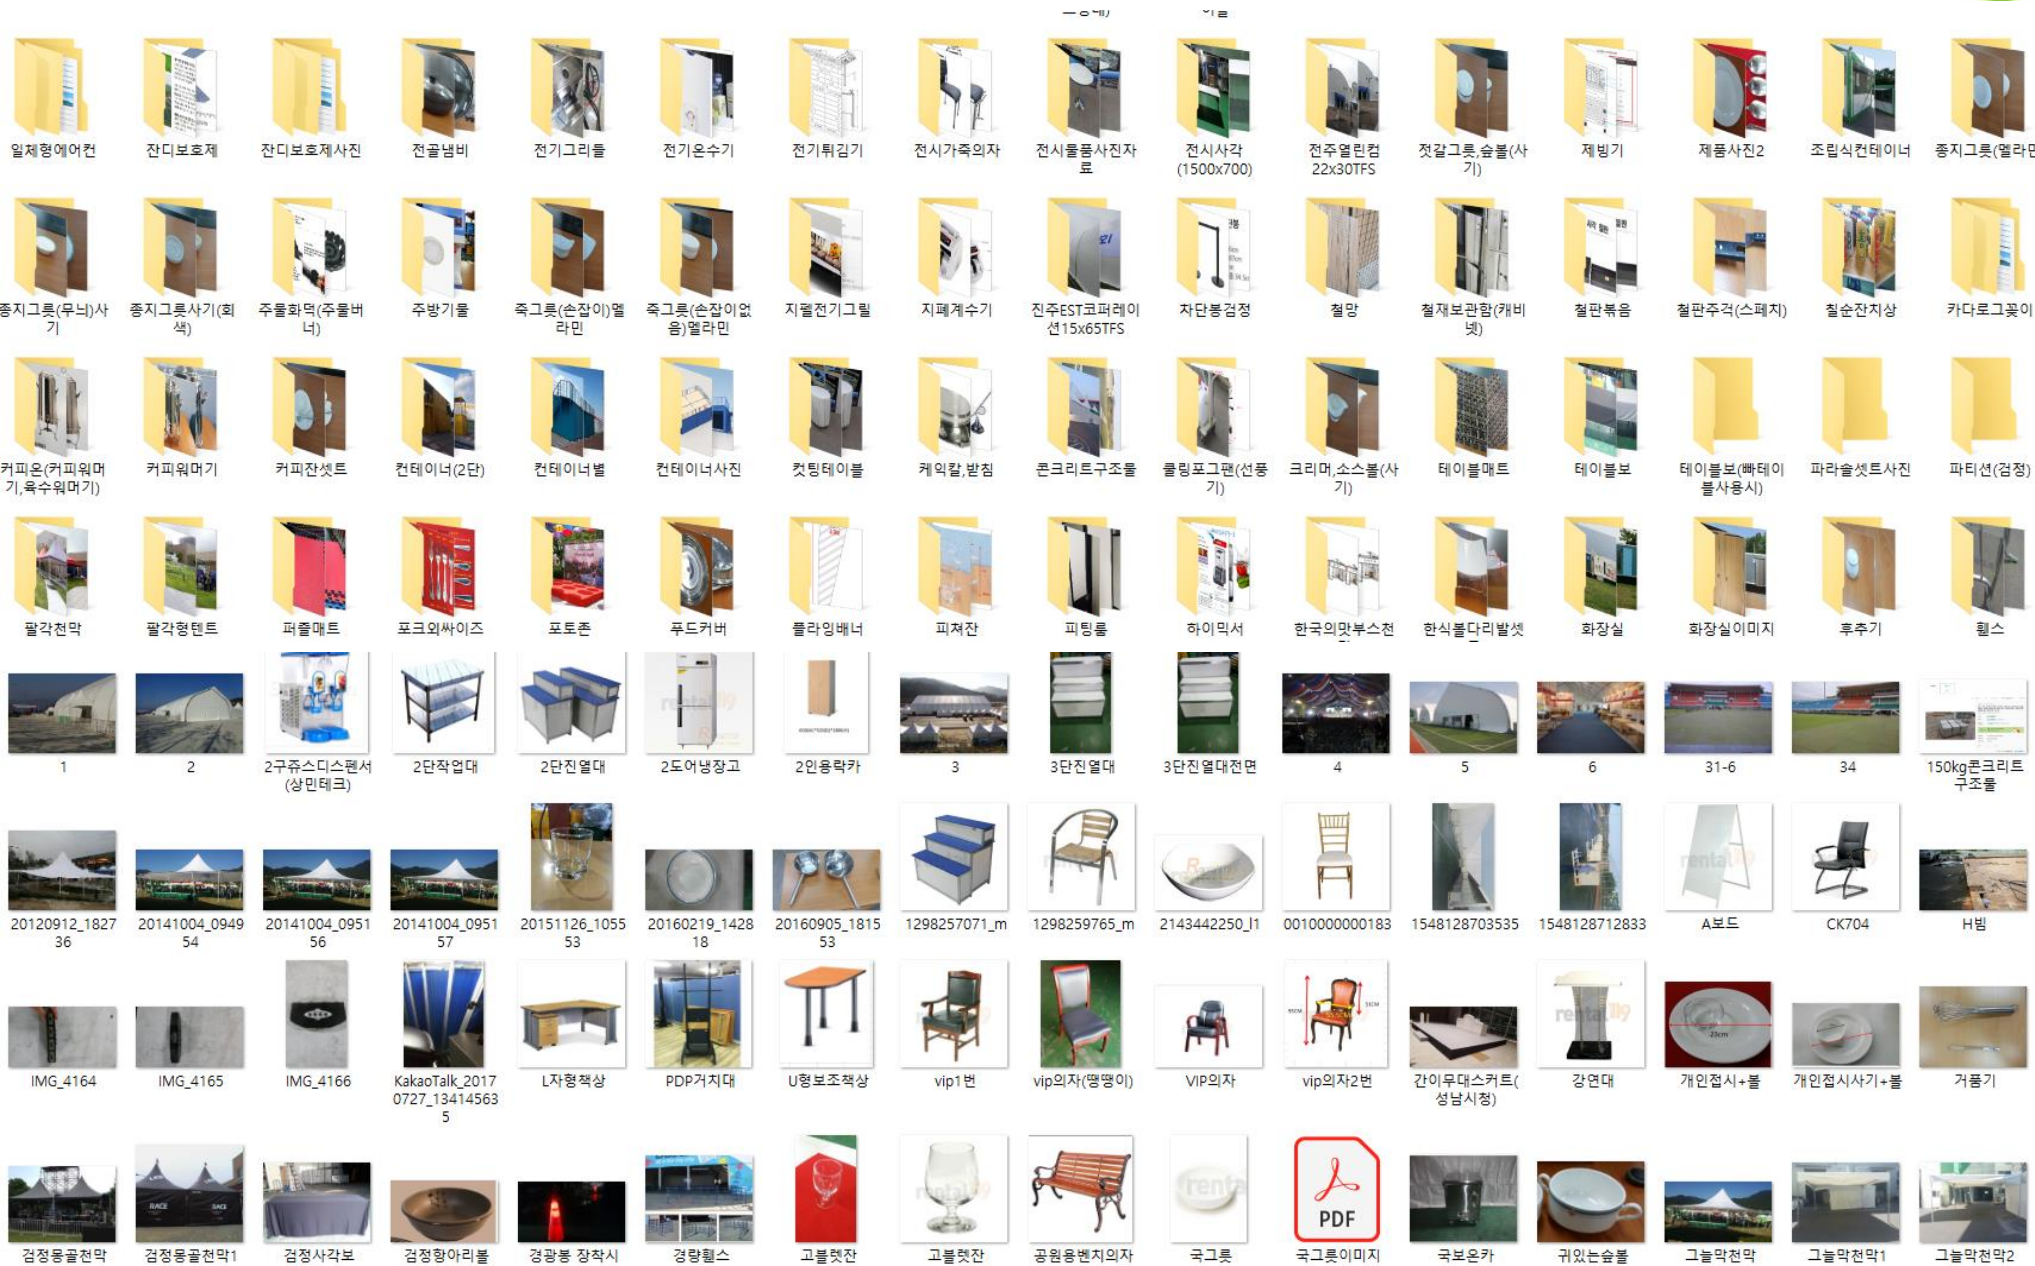 일체형에어컨 잔디보호제 잔디보호제사진 전골냄비 전기그리들 전기온수기 전기튀김기 전시가죽의자 전시물품사진자 전시사각 전주열린컴 젓갈그릇,슾볼(사 제빙기 제품사진2 조립식컨테이너 종지그릇(멜라민
료 (1500x700) 22x30TFS 기)
종지그릇(무늬)사 종지그릇사기(회 주물화덕(주물버 주방기물 죽그릇(손잡이)멜 죽그릇(손잡이없 지펠전기그릴 지폐계수기 진주EST코퍼레이 차단봉검정 철망 철재보관함(캐비 철판볶음 철판주걱(스페치) 칠순잔치상 카다로그꽂이
기 색) 너) 라민 음)멜라민 션15x65TFS 넷)
커피온(커피워머 커피워머기 커피잔셋트 컨테이너(2단) 컨테이너별 컨테이너사진 컷팅테이블 케익칼,받침 콘크리트구조물 쿨링포그팬(선풍 크리머,소스볼(사 테이블매트 테이블보 테이블보(빠테이 파라솔셋트사진 파티션(검정)
기,육수워머기) 기) 기) 블사용시)
팔각천막 팔각형텐트 퍼즐매트 포크외싸이즈 포토존 푸드커버 플라잉배너 피쳐잔 피팅룸 하이믹서 한국의맛부스천 한식볼다리발셋 화장실 화장실이미지 후추기 휀스
1 2 2구쥬스디스펜서 2단작업대 2단진열대 2도어냉장고 2인용락카 3 3단진열대 3단진열대전면 4 5 6 31-6 34 150kg콘크리트
(상민테크) 구조물
20120912_1827 20141004_0949 20141004_0951 20141004_0951 20151126_1055 20160219_1428 20160905_1815 1298257071_m 1298259765_m 2143442250_l1 0010000000183 1548128703535 1548128712833 A보드 CK704 H빔
36 54 56 57 53 18 53
IMG_4164 IMG_4165 IMG_4166 KakaoTalk_2017 L자형책상 PDP거치대 U형보조책상 vip1번 vip의자(땡땡이) VIP의자 vip의자2번 간이무대스커트( 강연대 개인접시+볼 개인접시사기+볼 거품기
0727_13414563 성남시청)
5
PDF
검정몽골천막 검정몽골천막1 검정사각보 검정항아리볼 경광봉 장착시 경량휀스 고블렛잔 고블렛잔 공원용벤치의자 국그릇 국그릇이미지 국보온카 귀있는슾볼 그늘막천막 그늘막천막1 그늘막천막2